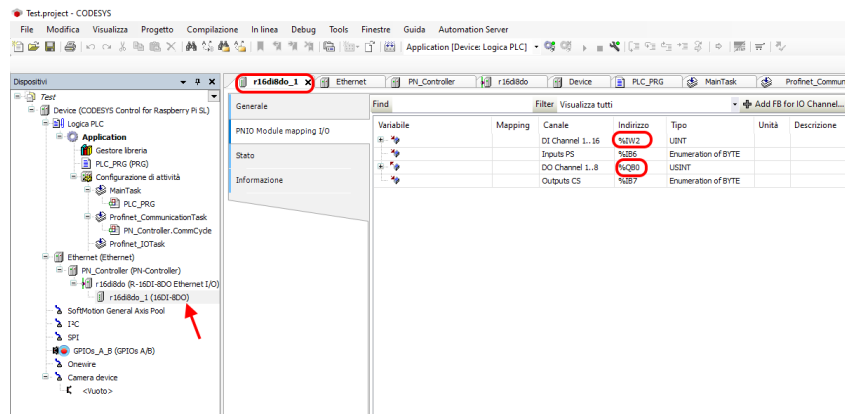 Test.project - CODESYS
File Modifica Visualizza Progetto Compilazione In linea Debug Tools Finestre Guida Automation Server
Application [Device: Logica PLC]
Dispositivi
r16di8do_1 Ethernet PN_Controller r16di8do Device PLC_PRG MainTask Profinet_Commun
Test
Device (CODESYS Control for Raspberry Pi SL)
Logica PLC
Application
Gestore libreria
PLC_PRG (PRG)
Configurazione di attività
MainTask
PLC_PRG
Profinet_CommunicationTask
PN_Controller.CommCycle
Profinet_IOTask
Ethernet (Ethernet)
PN_Controller (PN-Controller)
r16di8do (R-16DI-8DO Ethernet I/O)
r16di8do_1 (16DI-8DO)
SoftMotion General Axis Pool
I²C
SPI
GPIOs_A_B (GPIOs A/B)
Onewire
Camera device
<Vuoto>
Generale
PNIO Module mapping I/O
Stato
Informazione
Find Filter Visualizza tutti Add FB for IO Channel...
Variabile Mapping Canale Indirizzo Tipo Unità Descrizione
DI Channel 1..16 %IW2 UINT
Inputs PS %IB6 Enumeration of BYTE
DO Channel 1..8 %QB0 USINT
Outputs CS %IB7 Enumeration of BYTE